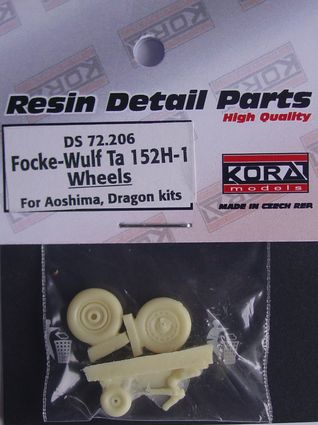 Resin Detail Parts
High Quality
DS 72.206
Focke-Wulf Ta 152H-1
Wheels
For Aoshima, Dragon kits
KORA
models
MADE IN CZECH REP.